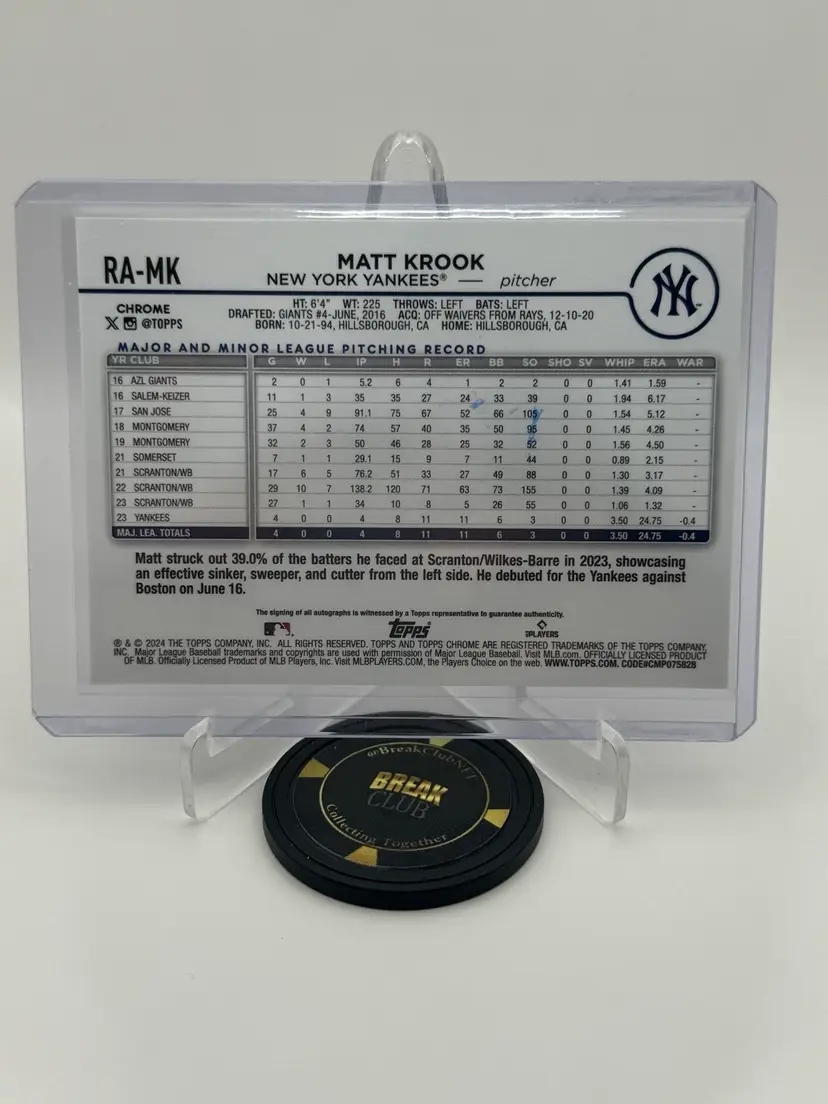 RA-MK
MATT KROOK
NEW YORK YANKEES® — pitcher
NY
CHROME
X @TOPPS
HT: 6'4" WT: 225 THROWS: LEFT BATS: LEFT
DRAFTED: GIANTS #4-JUNE, 2016 ACQ: OFF WAIVERS FROM RAYS, 12-10-20
BORN: 10-21-94, HILLSBOROUGH, CA HOME: HILLSBOROUGH, CA
MAJOR AND MINOR LEAGUE PITCHING RECORD
YR CLUB G W L IP H R ER BB SO SHO SV WHIP ERA WAR
16 AZL GIANTS 2 0 1 5.2 6 4 1 2 2 0 0 1.41 1.59 -
16 SALEM-KEIZER 11 1 3 35 35 27 24 33 39 0 0 1.94 6.17 -
17 SAN JOSE 25 4 9 91.1 75 67 52 66 105 0 0 1.54 5.12 -
18 MONTGOMERY 37 4 2 74 57 40 35 50 95 0 0 1.45 4.26 -
19 MONTGOMERY 32 2 3 50 46 28 25 32 52 0 0 1.56 4.50 -
21 SOMERSET 7 1 1 29.1 15 9 7 11 44 0 0 0.89 2.15 -
21 SCRANTON/WB 17 6 5 76.2 51 33 27 49 88 0 0 1.30 3.17 -
22 SCRANTON/WB 29 10 7 138.2 120 71 63 73 155 0 0 1.39 4.09 -
23 SCRANTON/WB 27 1 1 34 10 8 5 26 55 0 0 1.06 1.32 -
23 YANKEES 4 0 0 4 8 11 11 6 3 0 0 3.50 24.75 -0.4
MAJ. LEA. TOTALS 4 0 0 4 8 11 11 6 3 0 0 3.50 24.75 -0.4
Matt struck out 39.0% of the batters he faced at Scranton/Wilkes-Barre in 2023, showcasing
an effective sinker, sweeper, and cutter from the left side. He debuted for the Yankees against
Boston on June 16.
The signing of all autographs is witnessed by a Topps representative to guarantee authenticity.
Topps
PLAYERS
® & © 2024 THE TOPPS COMPANY, INC. ALL RIGHTS RESERVED. TOPPS AND TOPPS CHROME ARE REGISTERED TRADEMARKS OF THE TOPPS COMPANY,
INC. Major League Baseball trademarks and copyrights are used with permission of Major League Baseball. Visit MLB.com. OFFICIALLY LICENSED PRODUCT
OF MLB. Officially Licensed Product of MLB Players, Inc. Visit MLBPLAYERS.COM, the Players Choice on the web. WWW.TOPPS.COM. CODE#CMP075828
@BreakClubNFT
BREAK
CLUB
Collecting Together